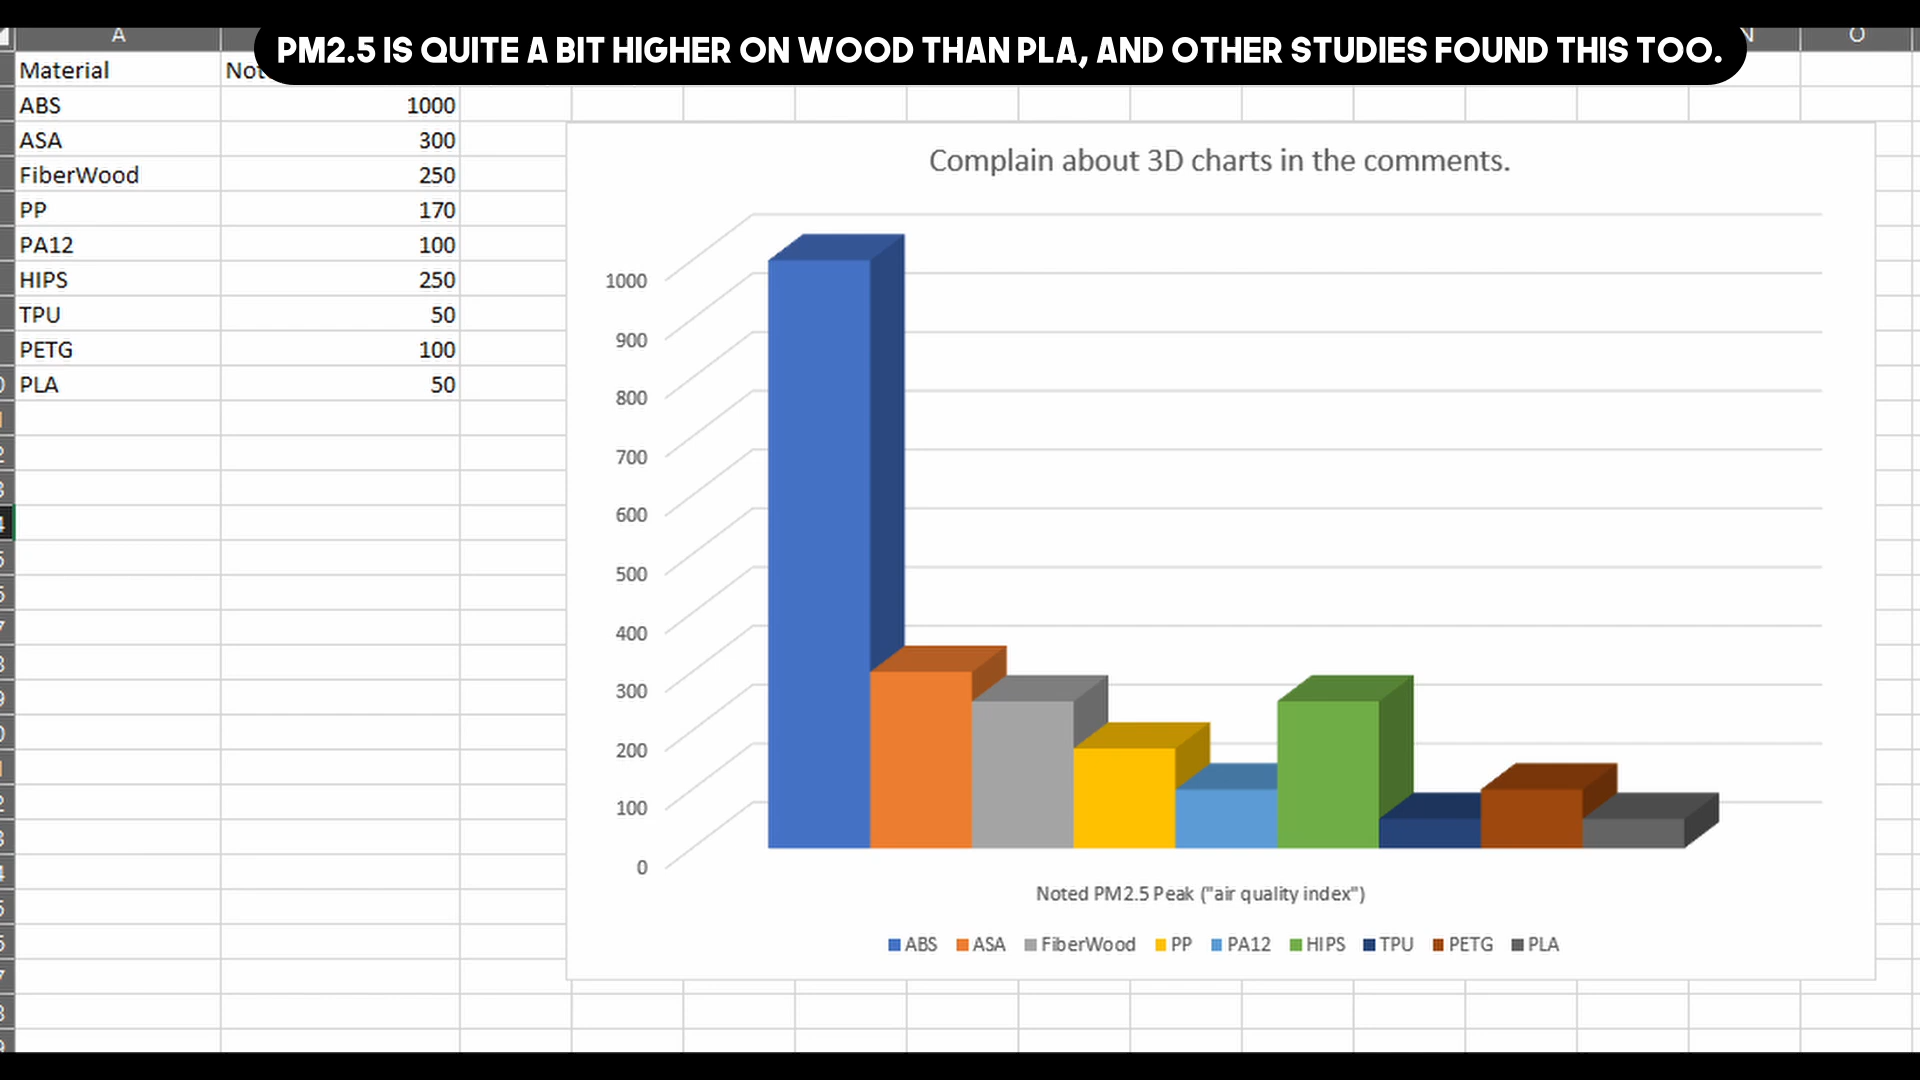 PM2.5 IS QUITE A BIT HIGHER ON WOOD THAN PLA, AND OTHER STUDIES FOUND THIS TOO.
A N O
Material
ABS 1000
ASA 300
FiberWood 250
PP 170
PA12 100
HIPS 250
TPU 50
PETG 100
PLA 50
Complain about 3D charts in the comments.
1000
900
800
700
600
500
400
300
200
100
0
Noted PM2.5 Peak ("air quality index")
ABS ASA FiberWood PP PA12 HIPS TPU PETG PLA